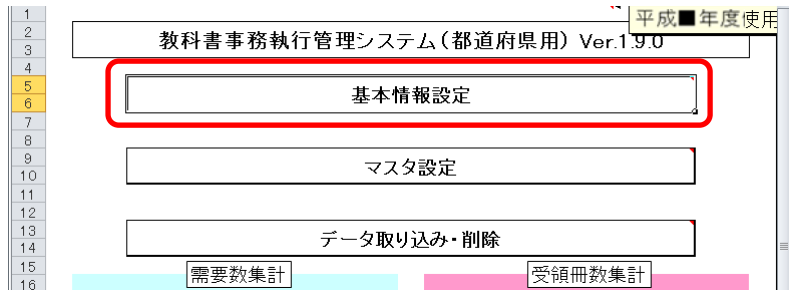 平成■年度使用
教科書事務執行管理システム(都道府県用) Ver.1.9.0
基本情報設定
マスタ設定
データ取り込み・削除
需要数集計 受領冊数集計
1
2
3
4
5
6
7
8
9
10
11
12
13
14
15
16